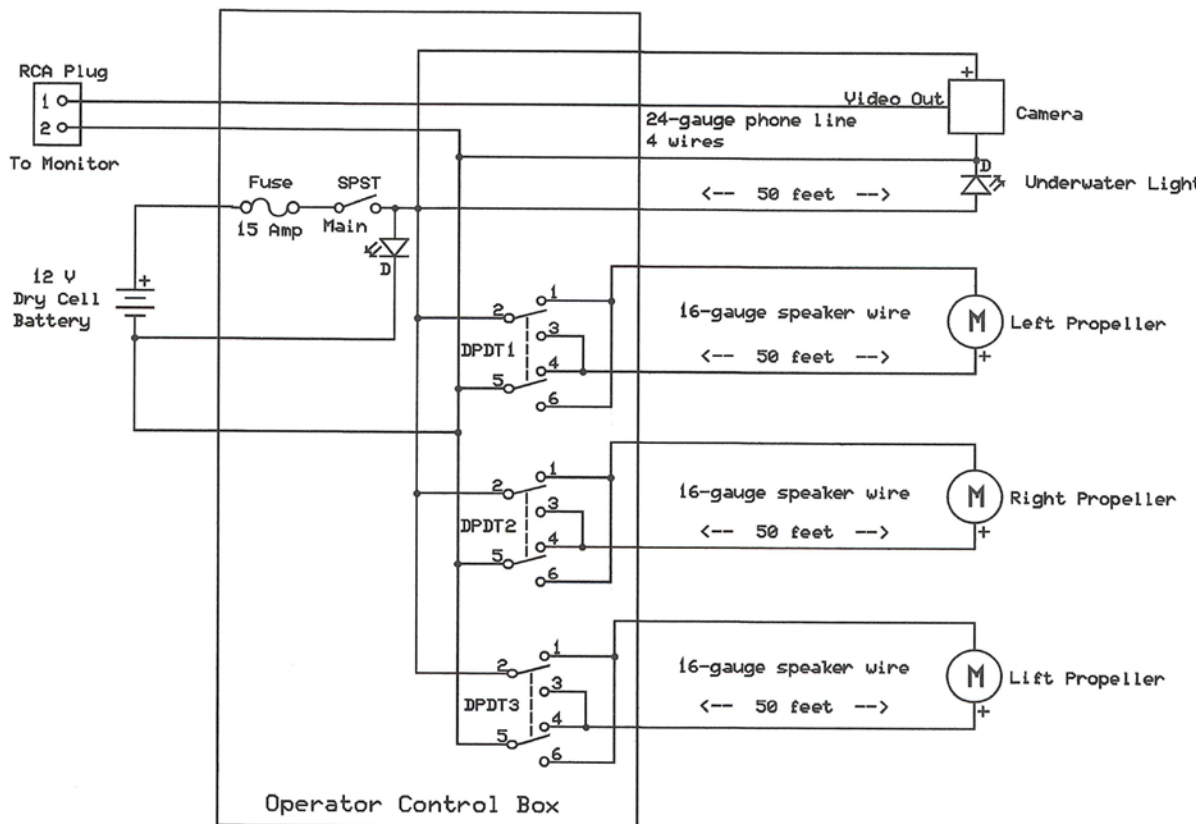 RCA Plug
1
2
To Monitor
+
Video Out
Camera
24-gauge phone line
4 wires
D
Underwater Light
<-- 50 feet -->
Fuse
SPST
15 Amp
Main
D
12 V
Dry Cell
Battery
+
1
2
3
DPDT1
4
5
6
16-gauge speaker wire
<-- 50 feet -->
M
+
Left Propeller
1
2
3
DPDT2
4
5
6
16-gauge speaker wire
<-- 50 feet -->
M
+
Right Propeller
1
2
3
DPDT3
4
5
6
16-gauge speaker wire
<-- 50 feet -->
M
+
Lift Propeller
Operator Control Box